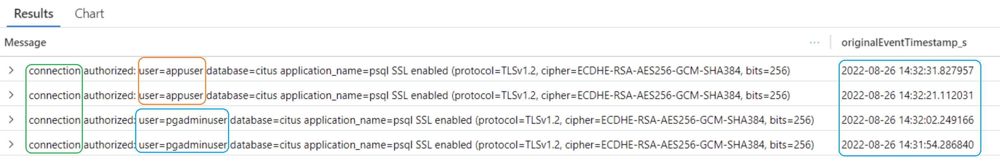 Results Chart
Message ... originalEventTimestamp_s
connection authorized: user=appuser database=citus application_name=psql SSL enabled (protocol=TLSv1.2, cipher=ECDHE-RSA-AES256-GCM-SHA384, bits=256) 2022-08-26 14:32:31.827957
connection authorized: user=appuser database=citus application_name=psql SSL enabled (protocol=TLSv1.2, cipher=ECDHE-RSA-AES256-GCM-SHA384, bits=256) 2022-08-26 14:32:21.112031
connection authorized: user=pgadminuser database=citus application_name=psql SSL enabled (protocol=TLSv1.2, cipher=ECDHE-RSA-AES256-GCM-SHA384, bits=256) 2022-08-26 14:32:02.249166
connection authorized: user=pgadminuser database=citus application_name=psql SSL enabled (protocol=TLSv1.2, cipher=ECDHE-RSA-AES256-GCM-SHA384, bits=256) 2022-08-26 14:31:54.286840